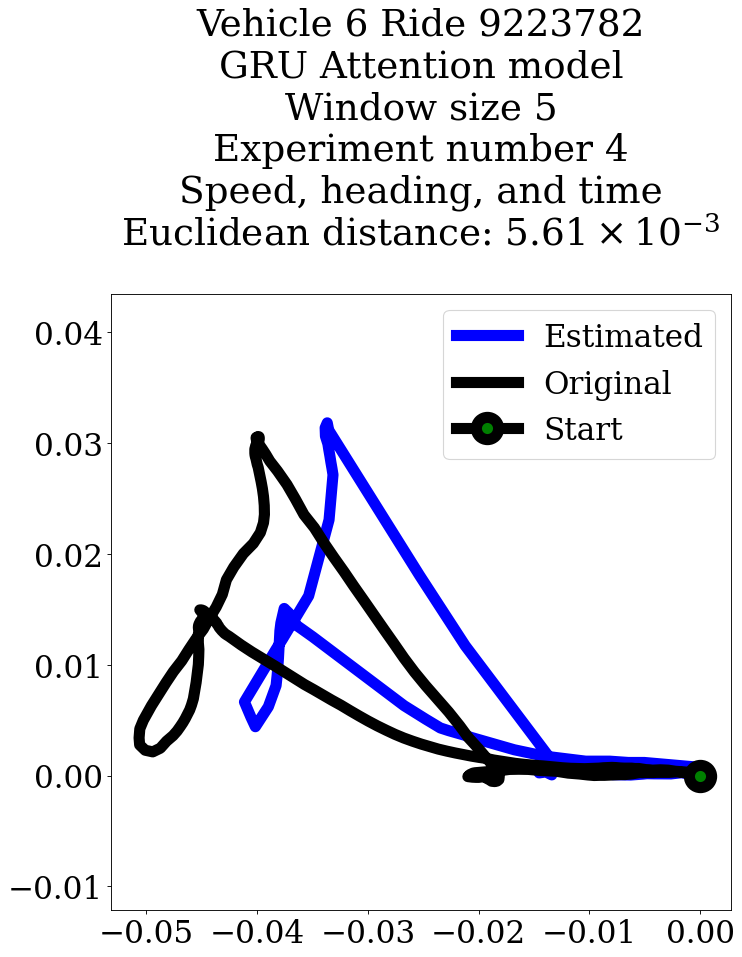 Vehicle 6 Ride 9223782
GRU Attention model
Window size 5
Experiment number 4
Speed, heading, and time
Euclidean distance: 5.61 × 10⁻³
Estimated
Original
Start
0.04
0.03
0.02
0.01
0.00
−0.01
−0.05 −0.04 −0.03 −0.02 −0.01 0.00